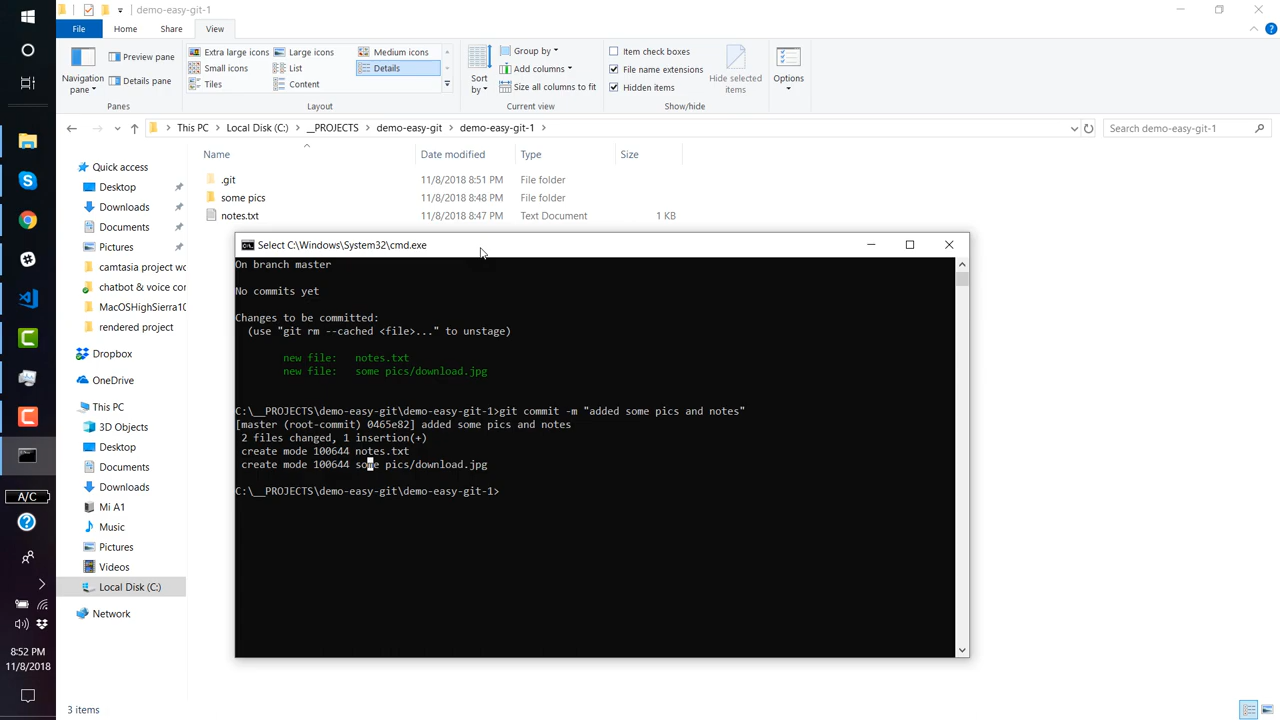 demo-easy-git-1
File
Home
Share
View
Navigation pane
Preview pane
Details pane
Panes
Extra large icons
Large icons
Medium icons
Small icons
List
Details
Tiles
Content
Layout
Sort by
Group by
Add columns
Size all columns to fit
Current view
Item check boxes
File name extensions
Hidden items
Hide selected items
Show/hide
Options
This PC
Local Disk (C:)
__PROJECTS
demo-easy-git
demo-easy-git-1
Search demo-easy-git-1
Name
Date modified
Type
Size
.git 11/8/2018 8:51 PM File folder
some pics 11/8/2018 8:48 PM File folder
notes.txt 11/8/2018 8:47 PM Text Document 1 KB
Quick access
Desktop
Downloads
Documents
Pictures
camtasia project wo
chatbot & voice cor
MacOSHighSierra10
rendered project
Dropbox
OneDrive
This PC
3D Objects
Desktop
Documents
Downloads
Mi A1
Music
Pictures
Videos
Local Disk (C:)
Network
3 items
Select C:\Windows\System32\cmd.exe
On branch master
No commits yet
Changes to be committed:
(use "git rm --cached <file>..." to unstage)
new file: notes.txt
new file: some pics/download.jpg
C:\__PROJECTS\demo-easy-git\demo-easy-git-1>git commit -m "added some pics and notes"
[master (root-commit) 0465e82] added some pics and notes
2 files changed, 1 insertion(+)
create mode 100644 notes.txt
create mode 100644 some pics/download.jpg
C:\__PROJECTS\demo-easy-git\demo-easy-git-1>
A/C
8:52 PM
11/8/2018